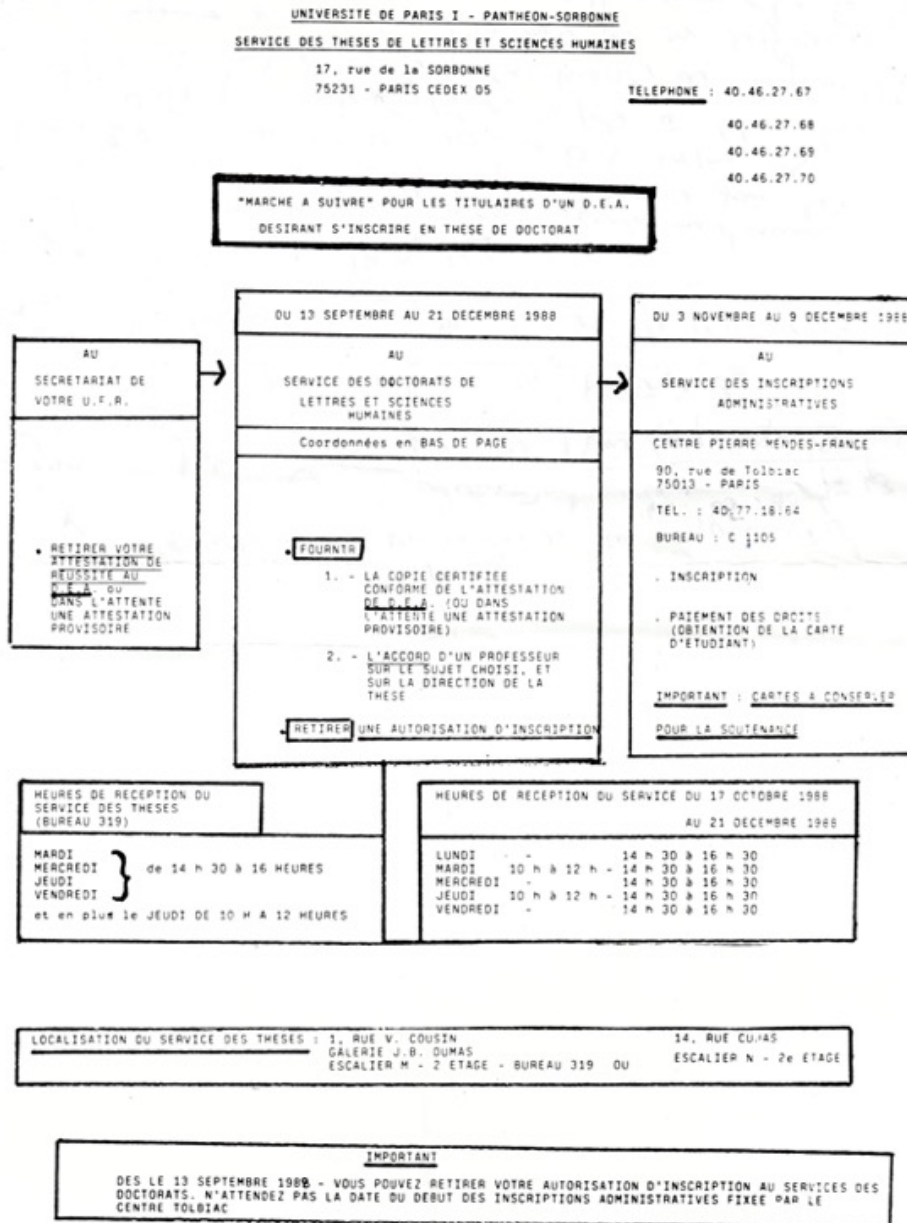 UNIVERSITE DE PARIS I - PANTHEON-SORBONNE
SERVICE DES THESES DE LETTRES ET SCIENCES HUMAINES
17, rue de la SORBONNE
75231 - PARIS CEDEX 05
TELEPHONE : 40.46.27.67
40.46.27.68
40.46.27.69
40.46.27.70
"MARCHE A SUIVRE" POUR LES TITULAIRES D'UN D.E.A.
DESIRANT S'INSCRIRE EN THESE DE DOCTORAT
AU
SECRETARIAT DE
VOTRE U.F.R.
. RETIRER VOTRE
ATTESTATION DE
REUSSITE AU
D.E.A. ou
DANS L'ATTENTE
UNE ATTESTATION
PROVISOIRE
DU 13 SEPTEMBRE AU 21 DECEMBRE 1988
AU
SERVICE DES DOCTORATS DE
LETTRES ET SCIENCES
HUMAINES
Coordonnées en BAS DE PAGE
. FOURNIR
1. - LA COPIE CERTIFIEE
CONFORME DE L'ATTESTATION
DE D.E.A. (OU DANS
L'ATTENTE UNE ATTESTATION
PROVISOIRE)
2. - L'ACCORD D'UN PROFESSEUR
SUR LE SUJET CHOISI, ET
SUR LA DIRECTION DE LA
THESE
. RETIRER UNE AUTORISATION D'INSCRIPTION
DU 3 NOVEMBRE AU 9 DECEMBRE 1988
AU
SERVICE DES INSCRIPTIONS
ADMINISTRATIVES
CENTRE PIERRE MENDES-FRANCE
90, rue de Tolbiac
75013 - PARIS
TEL. : 40.77.18.64
BUREAU : C 1105
. INSCRIPTION
. PAIEMENT DES DROITS
(OBTENTION DE LA CARTE
D'ETUDIANT)
IMPORTANT : CARTES A CONSERVER
POUR LA SOUTENANCE
HEURES DE RECEPTION DU
SERVICE DES THESES
(BUREAU 319)
MARDI
MERCREDI de 14 h 30 à 16 HEURES
JEUDI
VENDREDI
et en plus le JEUDI DE 10 H A 12 HEURES
HEURES DE RECEPTION DU SERVICE DU 17 OCTOBRE 1988
AU 21 DECEMBRE 1988
LUNDI - - 14 h 30 à 16 h 30
MARDI 10 h à 12 h - 14 h 30 à 16 h 30
MERCREDI - 14 h 30 à 16 h 30
JEUDI 10 h à 12 h - 14 h 30 à 16 h 30
VENDREDI - 14 h 30 à 16 h 30
LOCALISATION DU SERVICE DES THESES : 1, RUE V. COUSIN 14, RUE CUJAS
GALERIE J.B. DUMAS
ESCALIER M - 2 ETAGE - BUREAU 319 OU ESCALIER N - 2e ETAGE
IMPORTANT
DES LE 13 SEPTEMBRE 1988 - VOUS POUVEZ RETIRER VOTRE AUTORISATION D'INSCRIPTION AU SERVICES DES
DOCTORATS. N'ATTENDEZ PAS LA DATE DU DEBUT DES INSCRIPTIONS ADMINISTRATIVES FIXEE PAR LE
CENTRE TOLBIAC